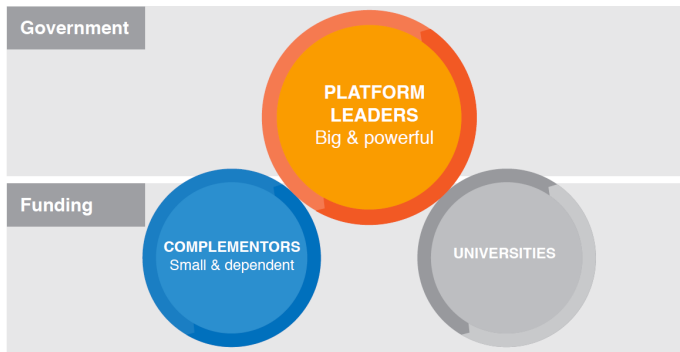 Government
PLATFORM
LEADERS
Big & powerful
Funding
COMPLEMENTORS
Small & dependent
UNIVERSITIES